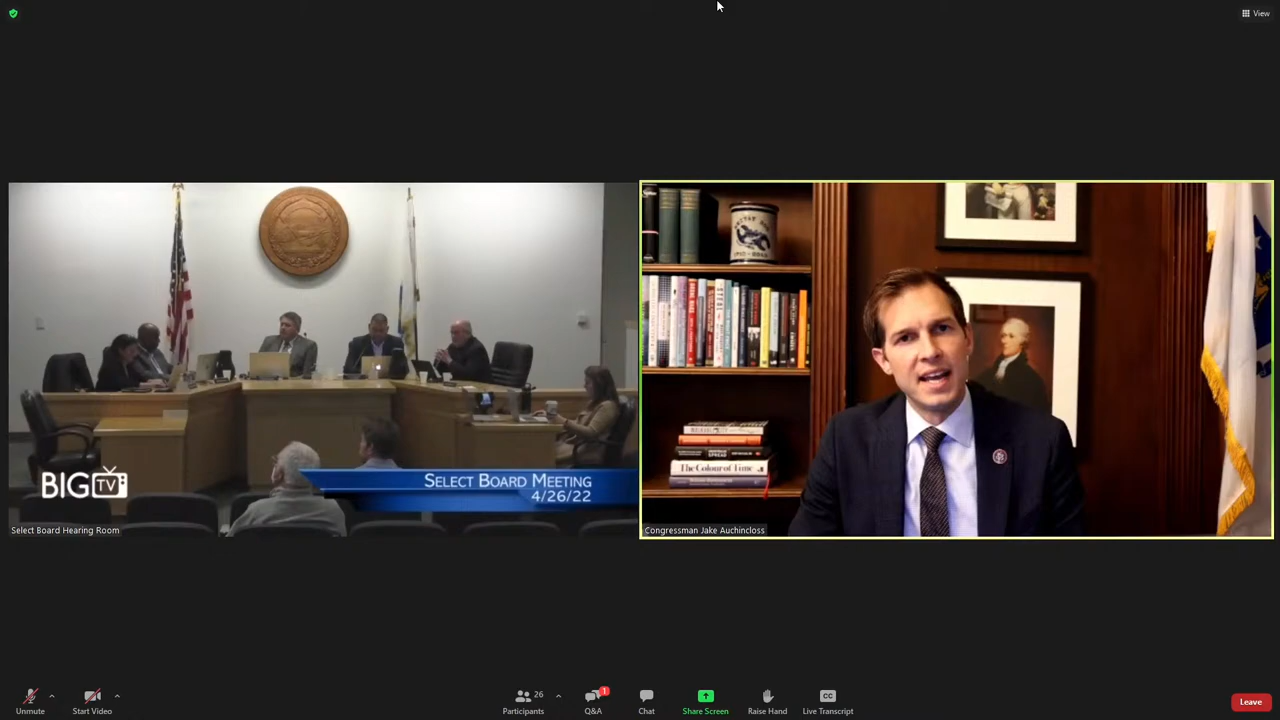 View
BIG TV
SELECT BOARD MEETING
4/26/22
Select Board Hearing Room
The Colour of Time
Congressman Jake Auchincloss
Unmute
Start Video
26
Participants
1
Q&A
Chat
Share Screen
Raise Hand
CC
Live Transcript
Leave